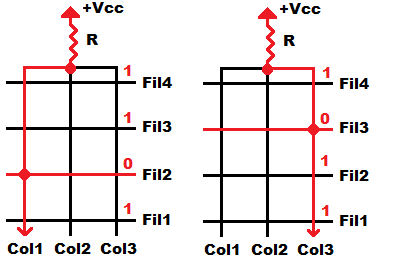 +Vcc +Vcc
R R
1 Fil4 1 Fil4
1 Fil3 0 Fil3
0 Fil2 1 Fil2
1 Fil1 1 Fil1
Col1 Col2 Col3 Col1 Col2 Col3